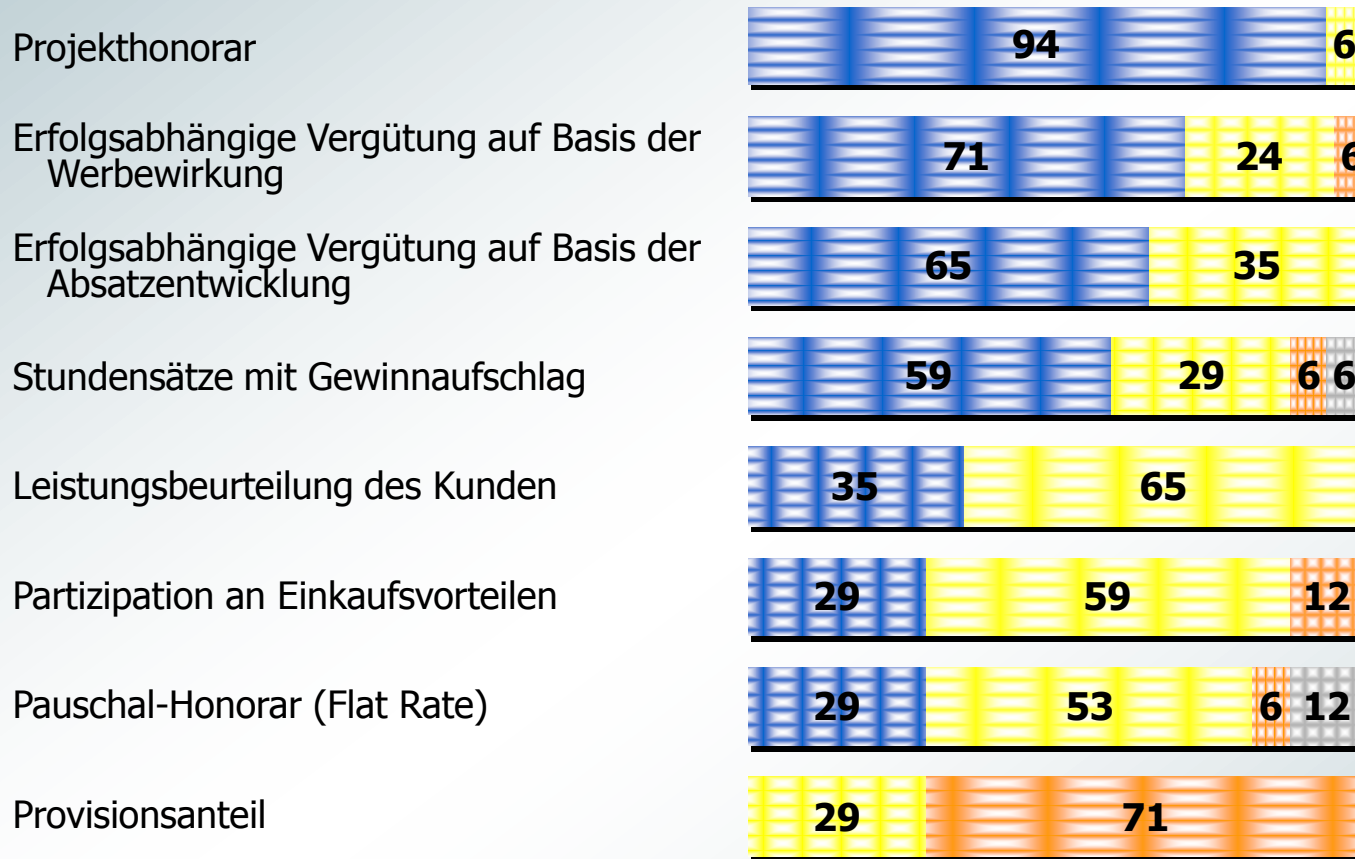 Projekthonorar 94 6
Erfolgsabhängige Vergütung auf Basis der
Werbewirkung 71 24 6
Erfolgsabhängige Vergütung auf Basis der
Absatzentwicklung 65 35
Stundensätze mit Gewinnaufschlag 59 29 6 6
Leistungsbeurteilung des Kunden 35 65
Partizipation an Einkaufsvorteilen 29 59 12
Pauschal-Honorar (Flat Rate) 29 53 6 12
Provisionsanteil 29 71